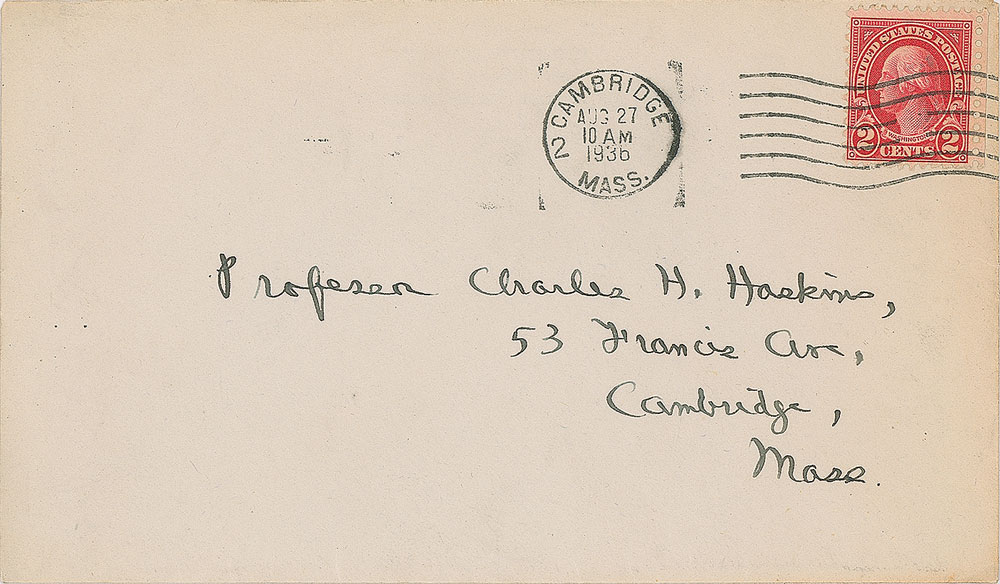 UNITED STATES POSTAGE
WASHINGTON
2 CENTS 2
CAMBRIDGE
AUG 27
10 AM
1936
2
MASS.
Professor Charles H. Haskins,
53 Francis Ave,
Cambridge,
Mass.